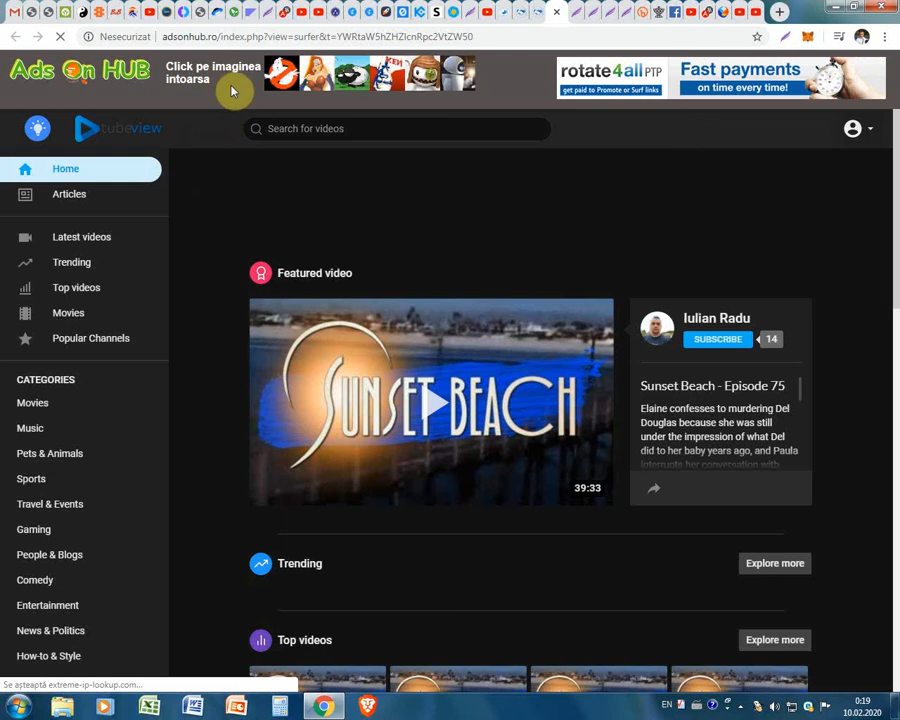 Nesecurizat | adsonhub.ro/index.php?view=surfer&t=YWRtaW5hZHZlcnRpc2VtZW50
Ads On HUB
Click pe imaginea
intoarsa
rotate4all PTP
get paid to Promote or Surf links
Fast payments
on time every time!
tubeview
Search for videos
Home
Articles
Latest videos
Trending
Top videos
Movies
Popular Channels
CATEGORIES
Movies
Music
Pets & Animals
Sports
Travel & Events
Gaming
People & Blogs
Comedy
Entertainment
News & Politics
How-to & Style
Featured video
SUNSET BEACH
39:33
Iulian Radu
SUBSCRIBE
14
Sunset Beach - Episode 75
Elaine confesses to murdering Del
Douglas because she was still
under the impression of what Del
did to her baby years ago, and Paula
interrupts her conversation with
Trending
Explore more
Top videos
Explore more
Se așteaptă extreme-ip-lookup.com...
EN
0:19
10.02.2020